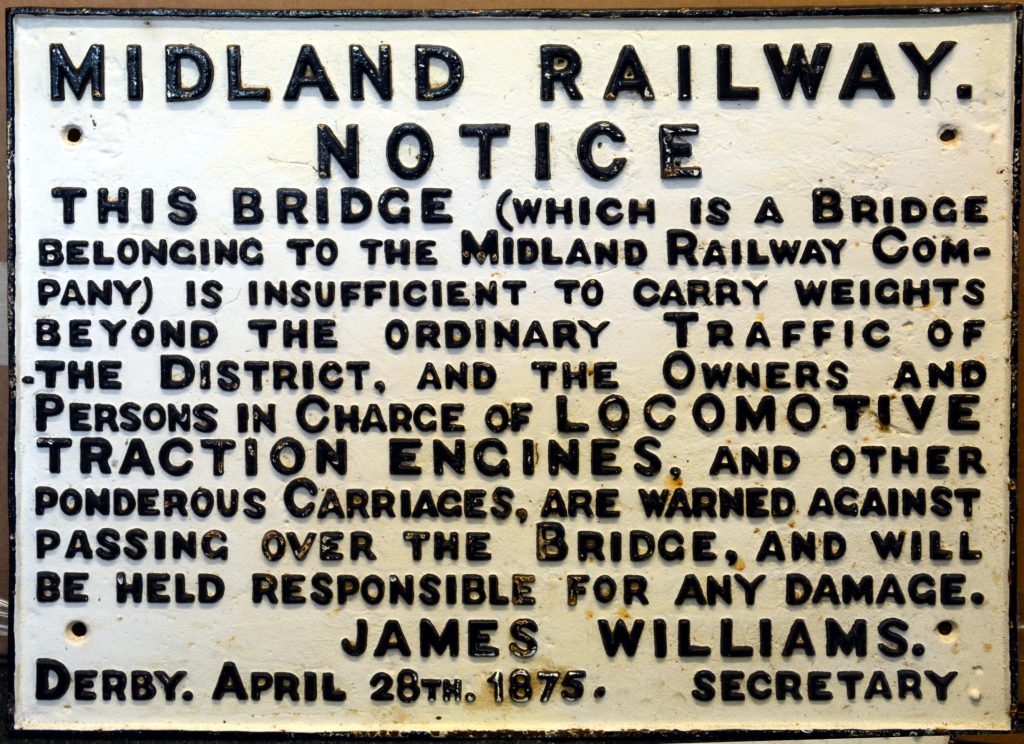 MIDLAND RAILWAY.
NOTICE
THIS BRIDGE (WHICH IS A BRIDGE
BELONGING TO THE MIDLAND RAILWAY COM-
PANY) IS INSUFFICIENT TO CARRY WEIGHTS
BEYOND THE ORDINARY TRAFFIC OF
THE DISTRICT, AND THE OWNERS AND
PERSONS IN CHARGE OF LOCOMOTIVE
TRACTION ENGINES, AND OTHER
PONDEROUS CARRIAGES, ARE WARNED AGAINST
PASSING OVER THE BRIDGE, AND WILL
BE HELD RESPONSIBLE FOR ANY DAMAGE.
JAMES WILLIAMS.
DERBY. APRIL 28TH. 1875. SECRETARY